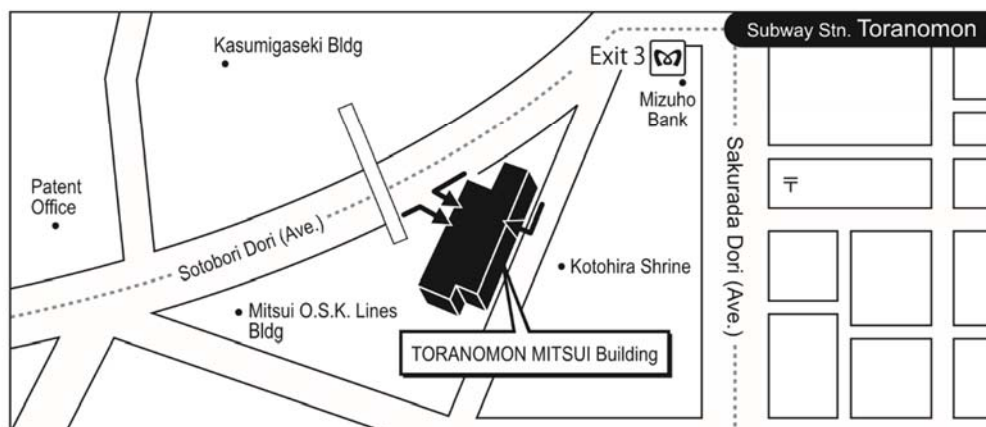 Subway Stn. Toranomon
Kasumigaseki Bldg
Exit 3
Mizuho
Bank
Sakurada Dori (Ave.)
〒
Patent
Office
Sotobori Dori (Ave.)
Kotohira Shrine
Mitsui O.S.K. Lines
Bldg
TORANOMON MITSUI Building